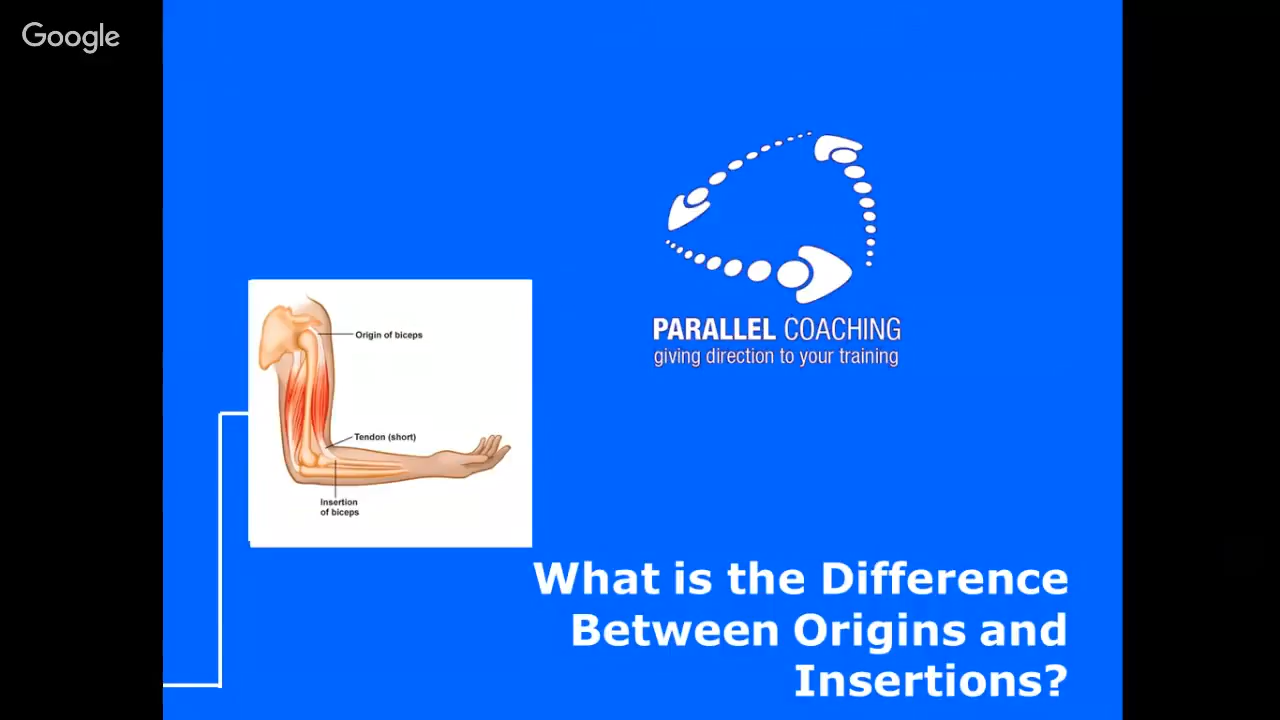 Google
PARALLEL COACHING
giving direction to your training
Origin of biceps
Tendon (short)
Insertion
of biceps
What is the Difference
Between Origins and
Insertions?